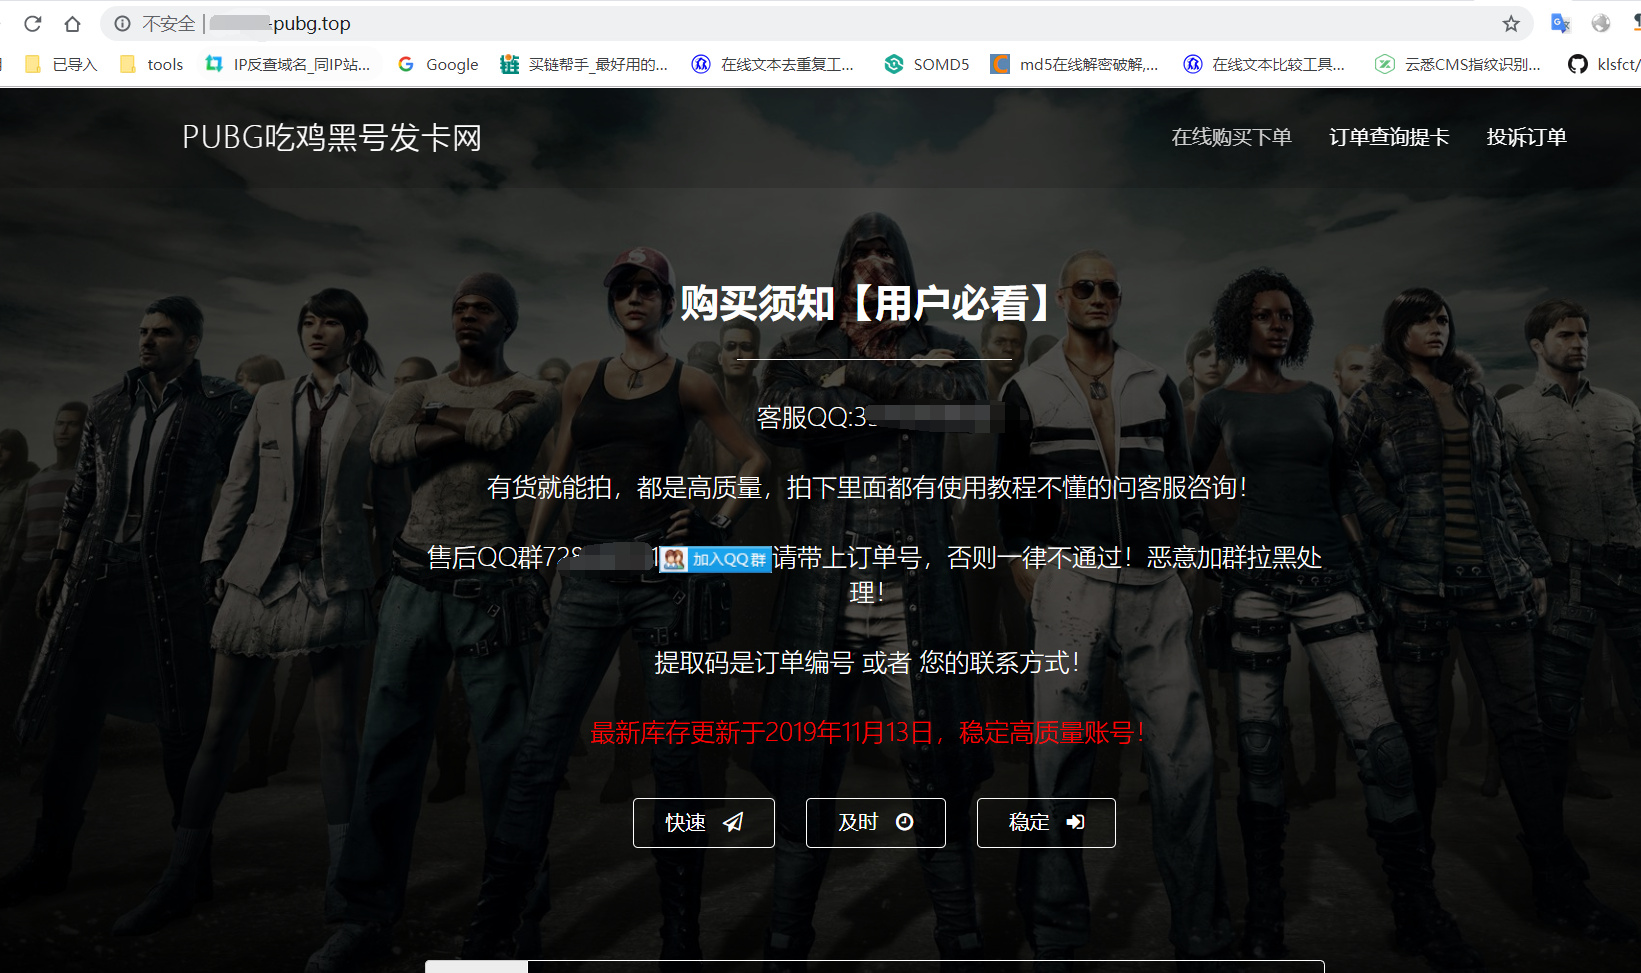 不安全 | -pubg.top
已导入
tools
IP反查域名_同IP站...
Google
买链帮手_最好用的...
在线文本去重复工...
SOMD5
md5在线解密破解,...
在线文本比较工具...
云悉CMS指纹识别...
klsfct/
PUBG吃鸡黑号发卡网
在线购买下单
订单查询提卡
投诉订单
购买须知【用户必看】
客服QQ:3
有货就能拍，都是高质量，拍下里面都有使用教程不懂的问客服咨询！
售后QQ群728 1 加入QQ群 请带上订单号，否则一律不通过！恶意加群拉黑处
理！
提取码是订单编号 或者 您的联系方式！
最新库存更新于2019年11月13日，稳定高质量账号！
快速
及时
稳定